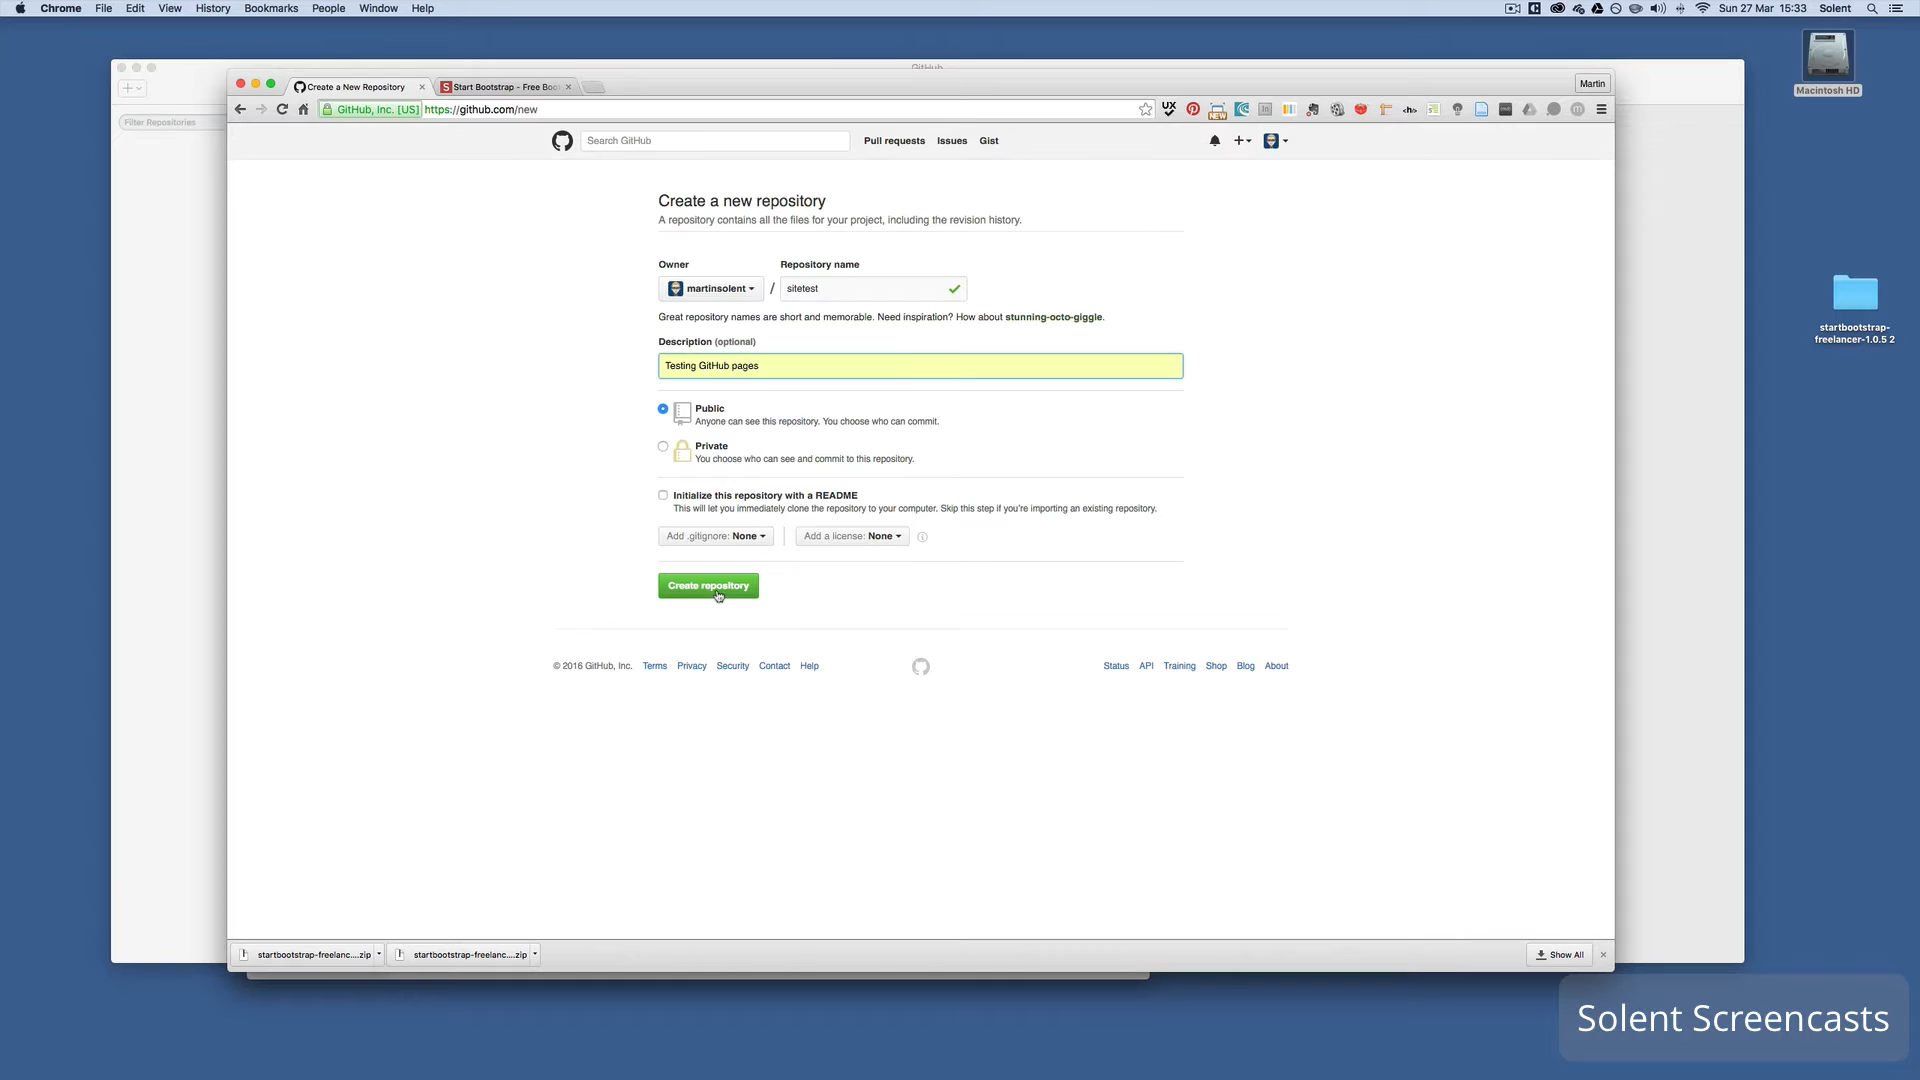 Chrome File Edit View History Bookmarks People Window Help
Sun 27 Mar 15:33 Solent
Macintosh HD
startbootstrap-
freelancer-1.0.5 2
GitHub
Filter Repositories
Create a New Repository
Start Bootstrap - Free Boo
Martin
GitHub, Inc. [US] https://github.com/new
Search GitHub
Pull requests Issues Gist
Create a new repository
A repository contains all the files for your project, including the revision history.
Owner Repository name
martinsolent / sitetest
Great repository names are short and memorable. Need inspiration? How about stunning-octo-giggle.
Description (optional)
Testing GitHub pages
Public
Anyone can see this repository. You choose who can commit.
Private
You choose who can see and commit to this repository.
Initialize this repository with a README
This will let you immediately clone the repository to your computer. Skip this step if you're importing an existing repository.
Add .gitignore: None Add a license: None
Create repository
© 2016 GitHub, Inc. Terms Privacy Security Contact Help
Status API Training Shop Blog About
startbootstrap-freelanc....zip startbootstrap-freelanc....zip
Show All
Solent Screencasts